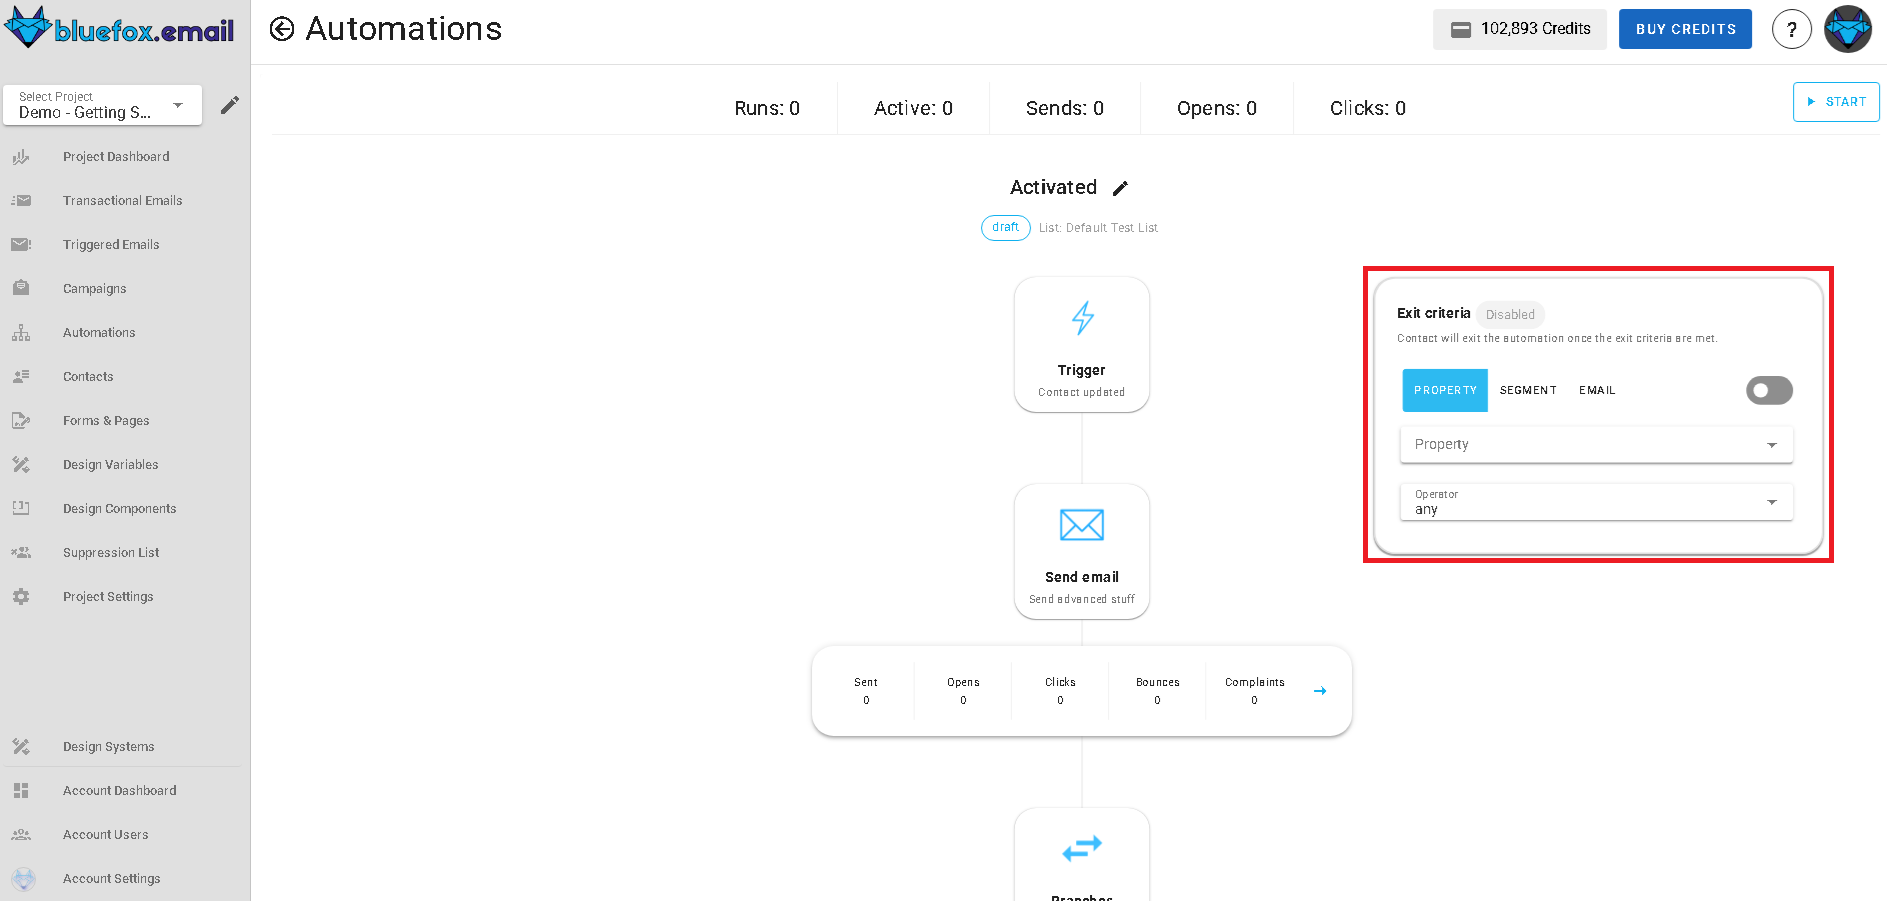 bluefox.email
Automations
102,893 Credits
BUY CREDITS
?
Select Project
Demo - Getting S...
Runs: 0
Active: 0
Sends: 0
Opens: 0
Clicks: 0
START
Project Dashboard
Transactional Emails
Triggered Emails
Campaigns
Automations
Contacts
Forms & Pages
Design Variables
Design Components
Suppression List
Project Settings
Design Systems
Account Dashboard
Account Users
Account Settings
Activated
draft
List: Default Test List
Trigger
Contact updated
Send email
Send advanced stuff
Sent
0
Opens
0
Clicks
0
Bounces
0
Complaints
0
Branches
Exit criteria
Disabled
Contact will exit the automation once the exit criteria are met.
PROPERTY
SEGMENT
EMAIL
Property
Operator
any